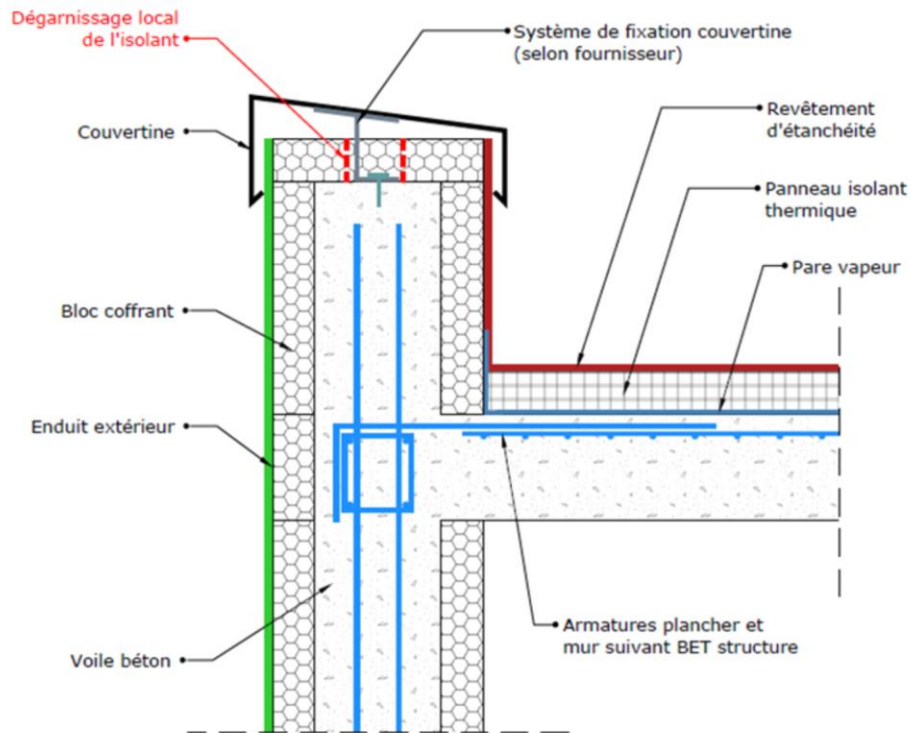 Dégarnissage local
de l'isolant
Système de fixation couvertine
(selon fournisseur)
Couvertine
Revêtement
d'étanchéité
Panneau isolant
thermique
Pare vapeur
Bloc coffrant
Enduit extérieur
Armatures plancher et
mur suivant BET structure
Voile béton